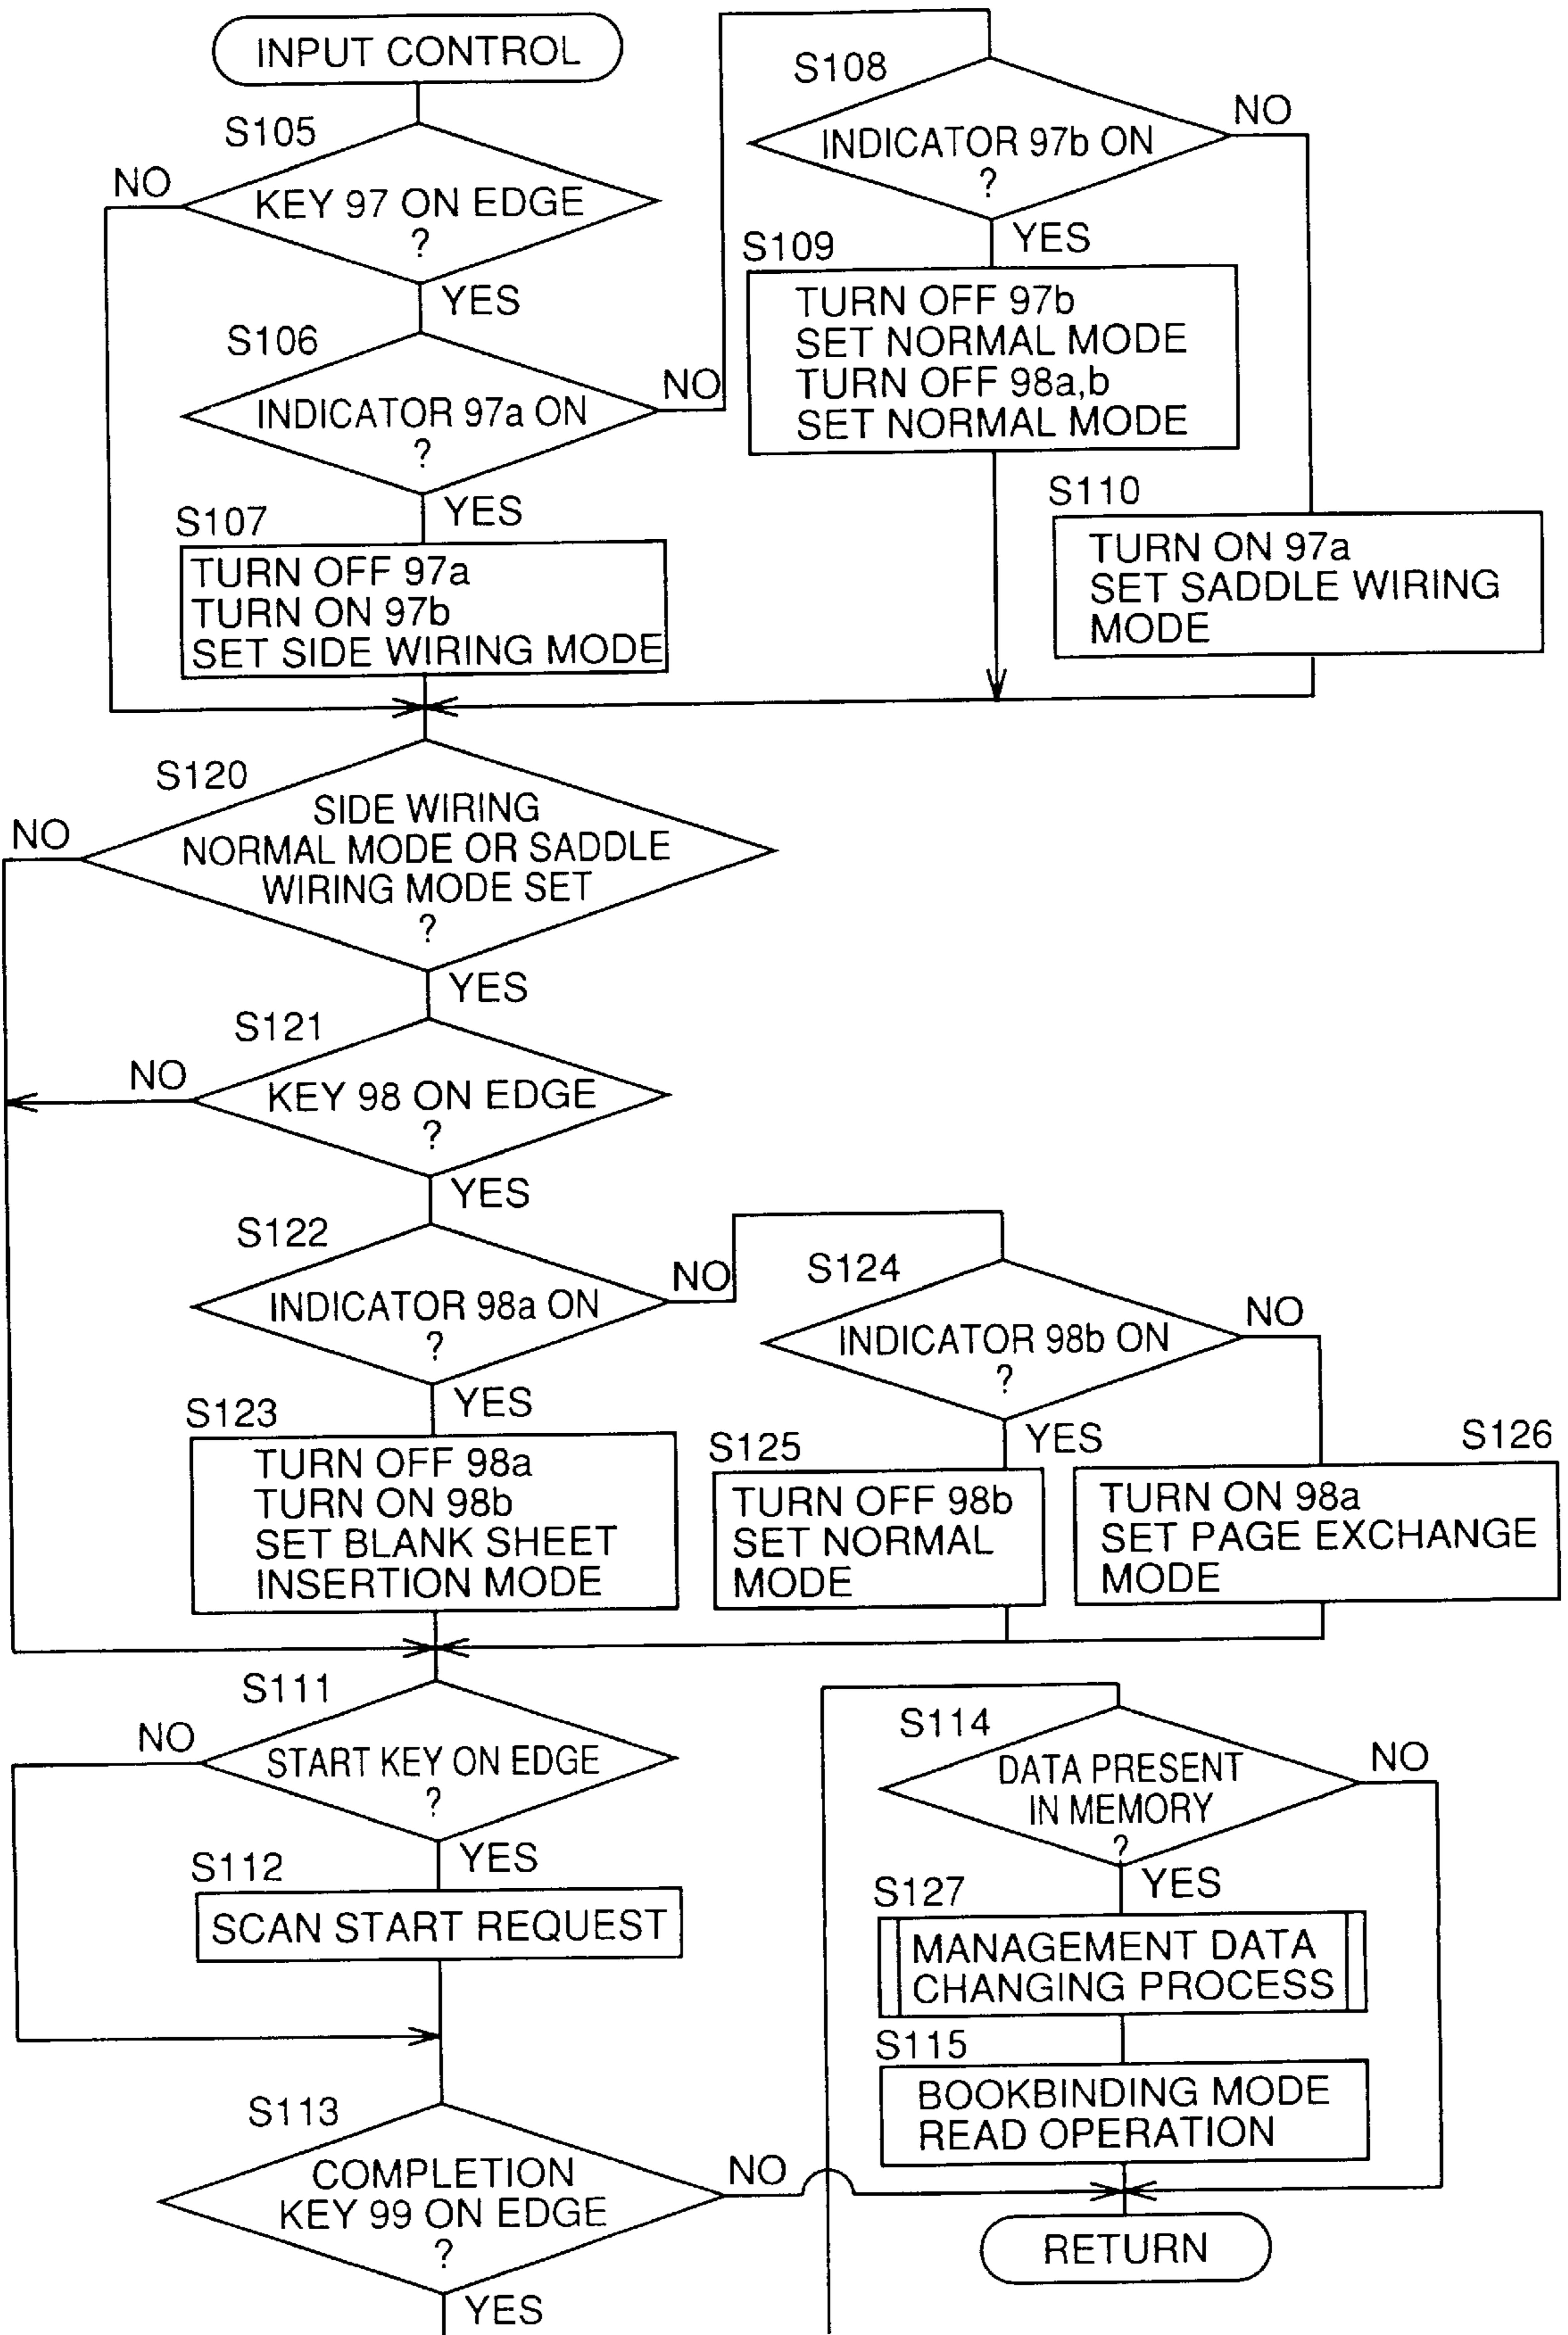 INPUT CONTROL
S105
NO
KEY 97 ON EDGE
?
YES
S106
NO
INDICATOR 97a ON
?
YES
S107
TURN OFF 97a
TURN ON 97b
SET SIDE WIRING MODE
S108
NO
INDICATOR 97b ON
?
YES
S109
TURN OFF 97b
SET NORMAL MODE
TURN OFF 98a,b
SET NORMAL MODE
S110
TURN ON 97a
SET SADDLE WIRING
MODE
S120
NO
SIDE WIRING
NORMAL MODE OR SADDLE
WIRING MODE SET
?
YES
S121
NO
KEY 98 ON EDGE
?
YES
S122
NO
INDICATOR 98a ON
?
YES
S123
TURN OFF 98a
TURN ON 98b
SET BLANK SHEET
INSERTION MODE
S124
NO
INDICATOR 98b ON
?
YES
S125
TURN OFF 98b
SET NORMAL
MODE
S126
TURN ON 98a
SET PAGE EXCHANGE
MODE
S111
NO
START KEY ON EDGE
?
YES
S112
SCAN START REQUEST
S113
COMPLETION
KEY 99 ON EDGE
?
NO
YES
S114
NO
DATA PRESENT
IN MEMORY
?
YES
S127
MANAGEMENT DATA
CHANGING PROCESS
S115
BOOKBINDING MODE
READ OPERATION
RETURN